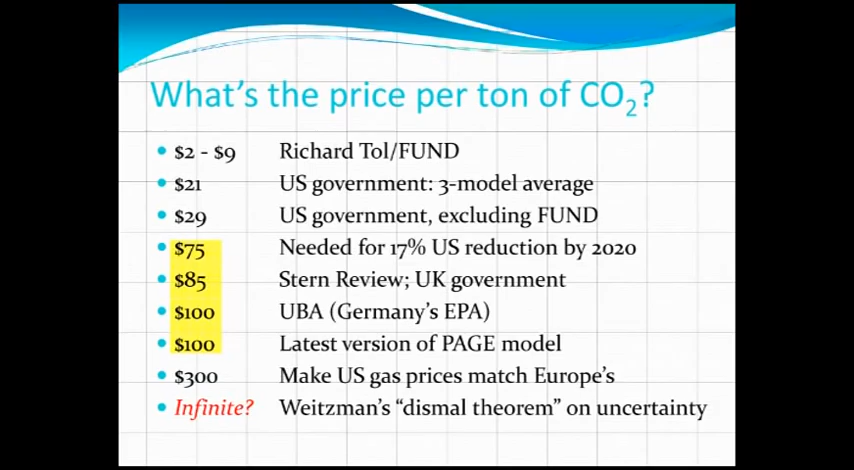 What's the price per ton of CO₂?
• $2 - $9 Richard Tol/FUND
• $21 US government: 3-model average
• $29 US government, excluding FUND
• $75 Needed for 17% US reduction by 2020
• $85 Stern Review; UK government
• $100 UBA (Germany's EPA)
• $100 Latest version of PAGE model
• $300 Make US gas prices match Europe's
• Infinite? Weitzman's “dismal theorem” on uncertainty